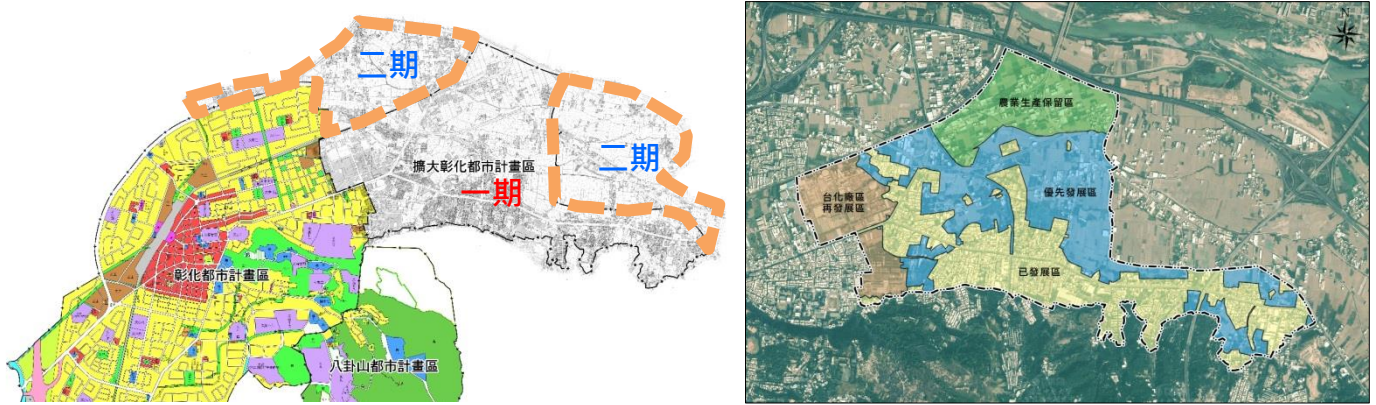 二期
擴大彰化都市計畫區
一期
二期
彰化都市計畫區
八卦山都市計畫區
N
農業生產保留區
台化廠區
再發展區
優先發展區
已發展區